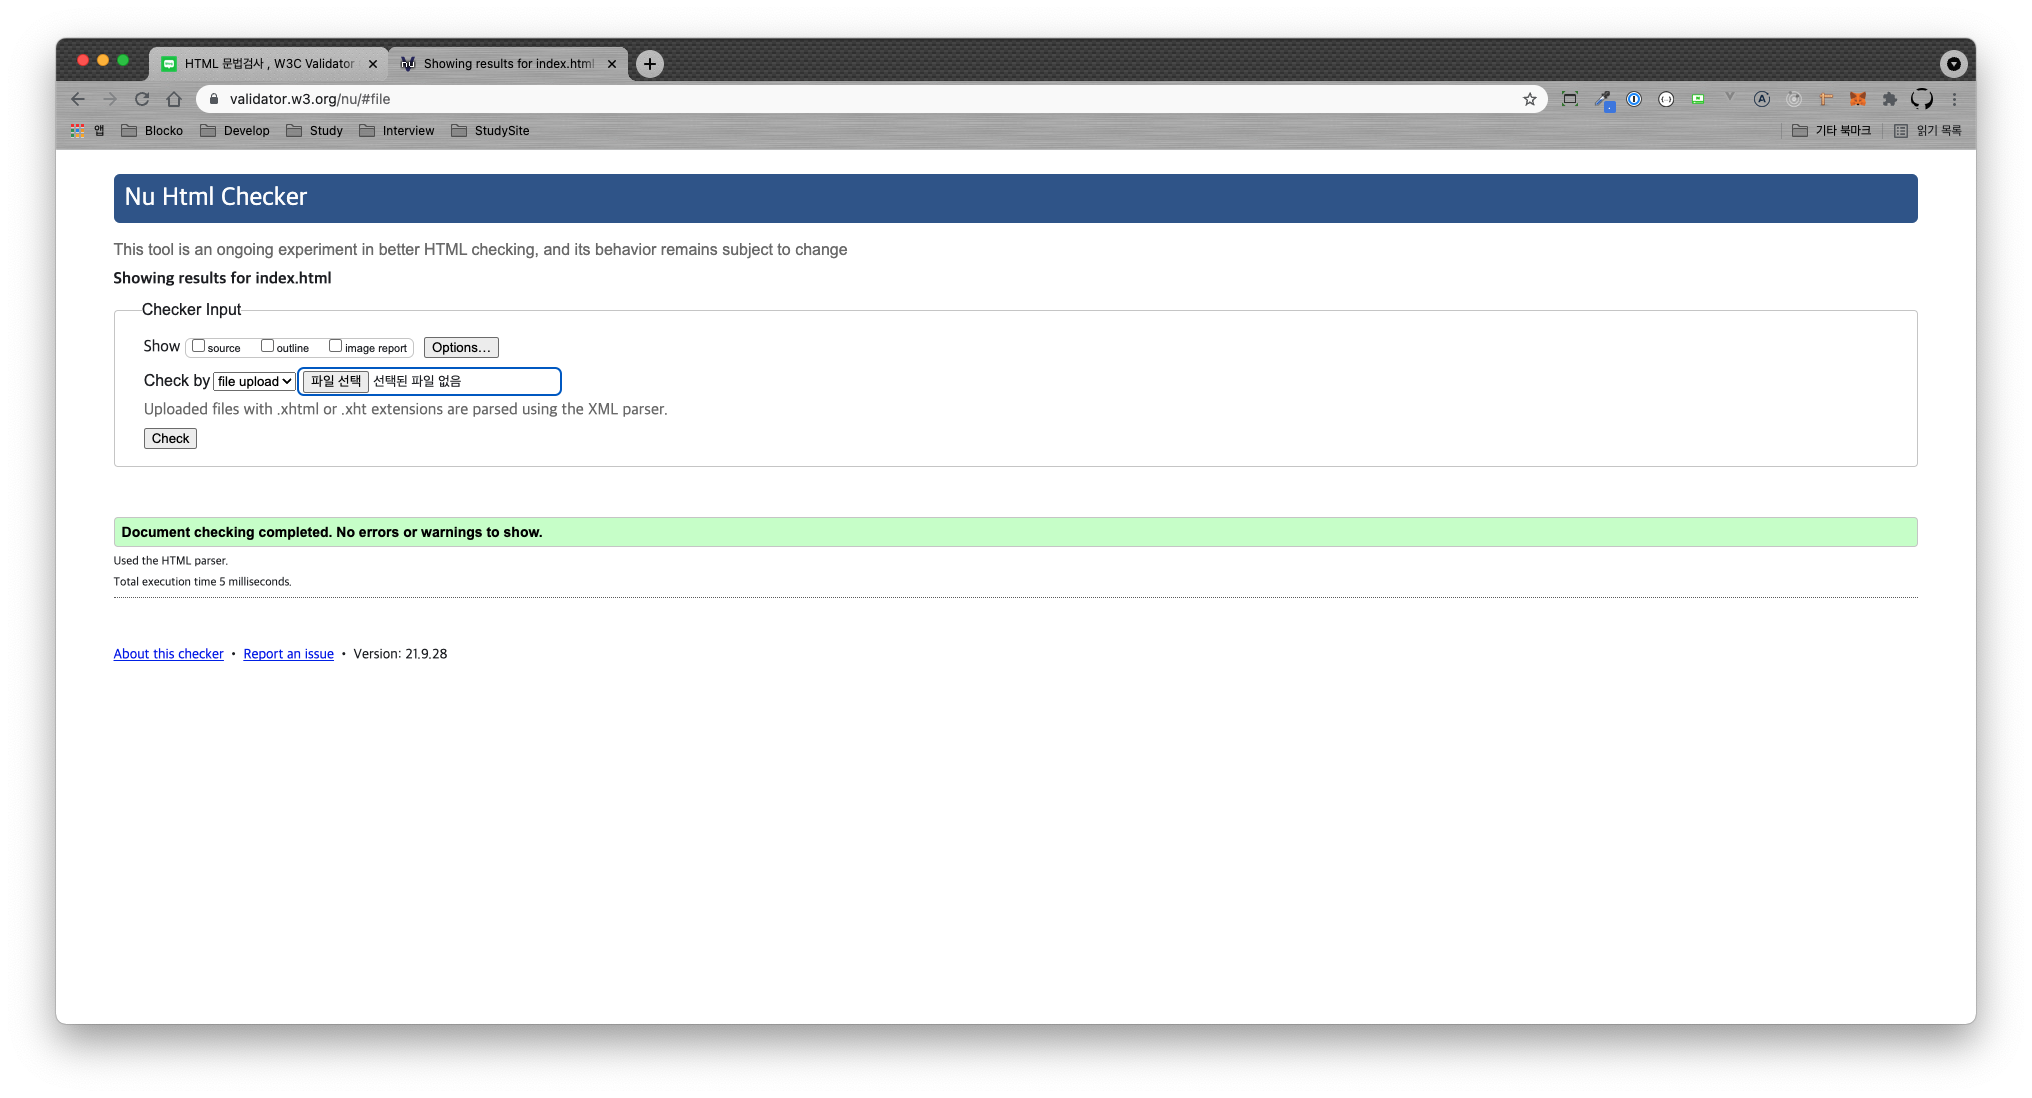 HTML 문법검사 , W3C Validator
Showing results for index.html
validator.w3.org/nu/#file
앱 Blocko Develop Study Interview StudySite 기타 북마크 읽기 목록
Nu Html Checker
This tool is an ongoing experiment in better HTML checking, and its behavior remains subject to change
Showing results for index.html
Checker Input
Show source outline image report Options...
Check by file upload 파일 선택 선택된 파일 없음
Uploaded files with .xhtml or .xht extensions are parsed using the XML parser.
Check
Document checking completed. No errors or warnings to show.
Used the HTML parser.
Total execution time 5 milliseconds.
About this checker • Report an issue • Version: 21.9.28